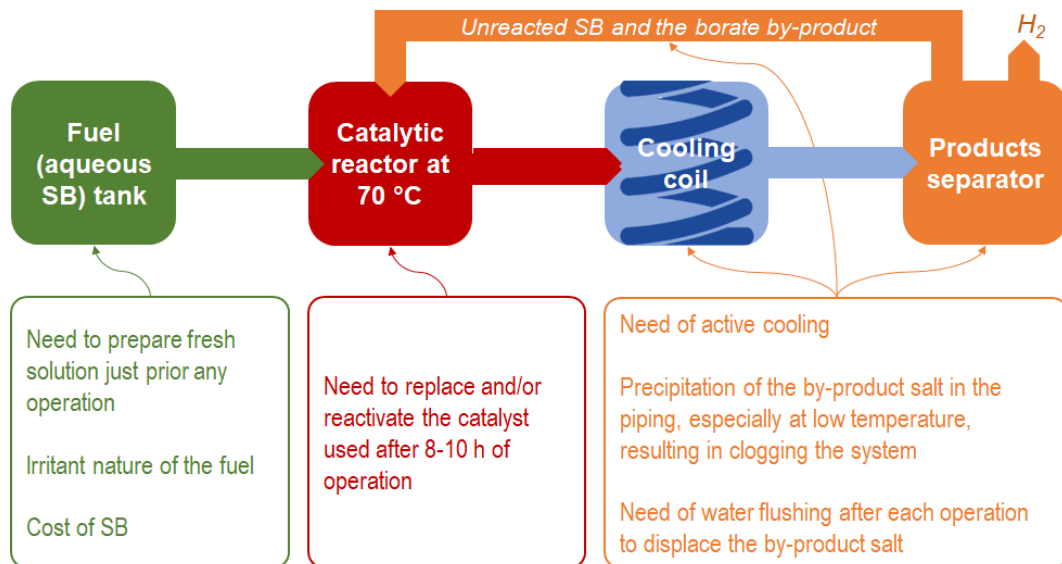 Unreacted SB and the borate by-product
H2
Fuel
(aqueous
SB) tank
Catalytic
reactor at
70 °C
Cooling
coil
Products
separator
Need to prepare fresh
solution just prior any
operation
Irritant nature of the fuel
Cost of SB
Need to replace and/or
reactivate the catalyst
used after 8-10 h of
operation
Need of active cooling
Precipitation of the by-product salt in the
piping, especially at low temperature,
resulting in clogging the system
Need of water flushing after each operation
to displace the by-product salt